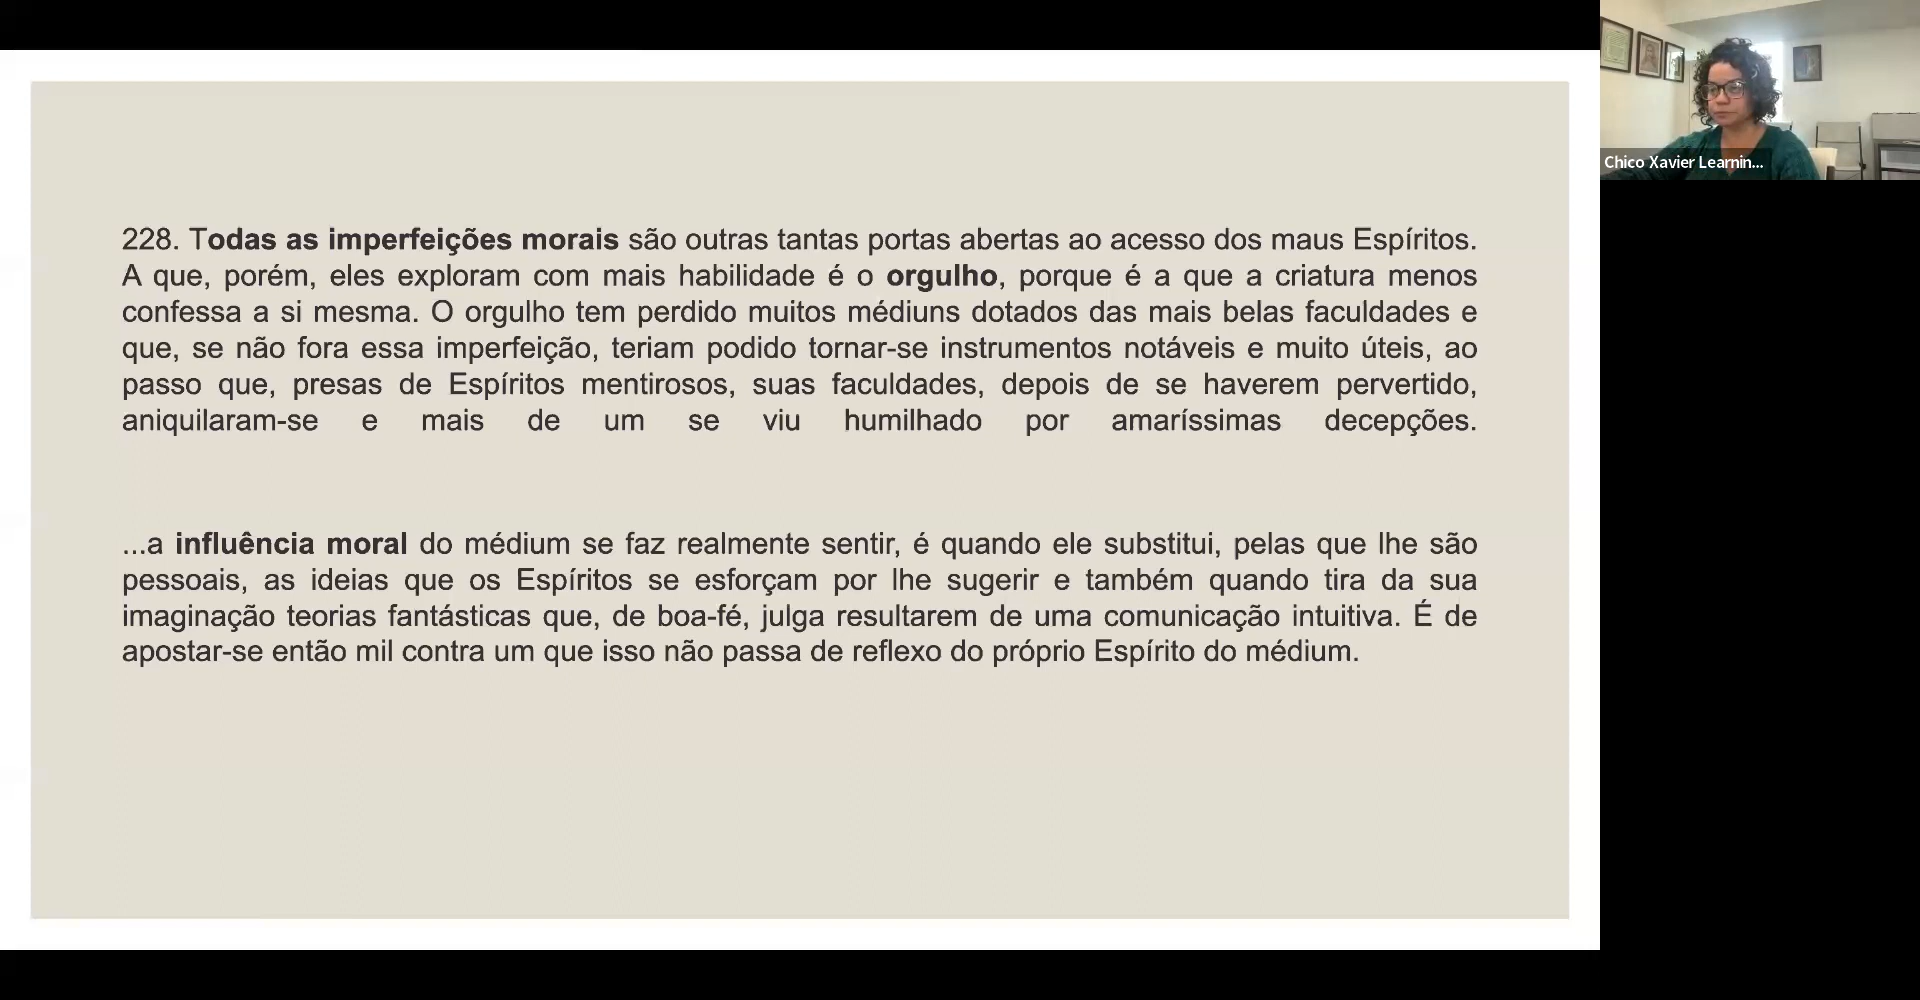 228. Todas as imperfeições morais são outras tantas portas abertas ao acesso dos maus Espíritos.
A que, porém, eles exploram com mais habilidade é o orgulho, porque é a que a criatura menos
confessa a si mesma. O orgulho tem perdido muitos médiuns dotados das mais belas faculdades e
que, se não fora essa imperfeição, teriam podido tornar-se instrumentos notáveis e muito úteis, ao
passo que, presas de Espíritos mentirosos, suas faculdades, depois de se haverem pervertido,
aniquilaram-se e mais de um se viu humilhado por amaríssimas decepções.
...a influência moral do médium se faz realmente sentir, é quando ele substitui, pelas que lhe são
pessoais, as ideias que os Espíritos se esforçam por lhe sugerir e também quando tira da sua
imaginação teorias fantásticas que, de boa-fé, julga resultarem de uma comunicação intuitiva. É de
apostar-se então mil contra um que isso não passa de reflexo do próprio Espírito do médium.
Chico Xavier Learnin...